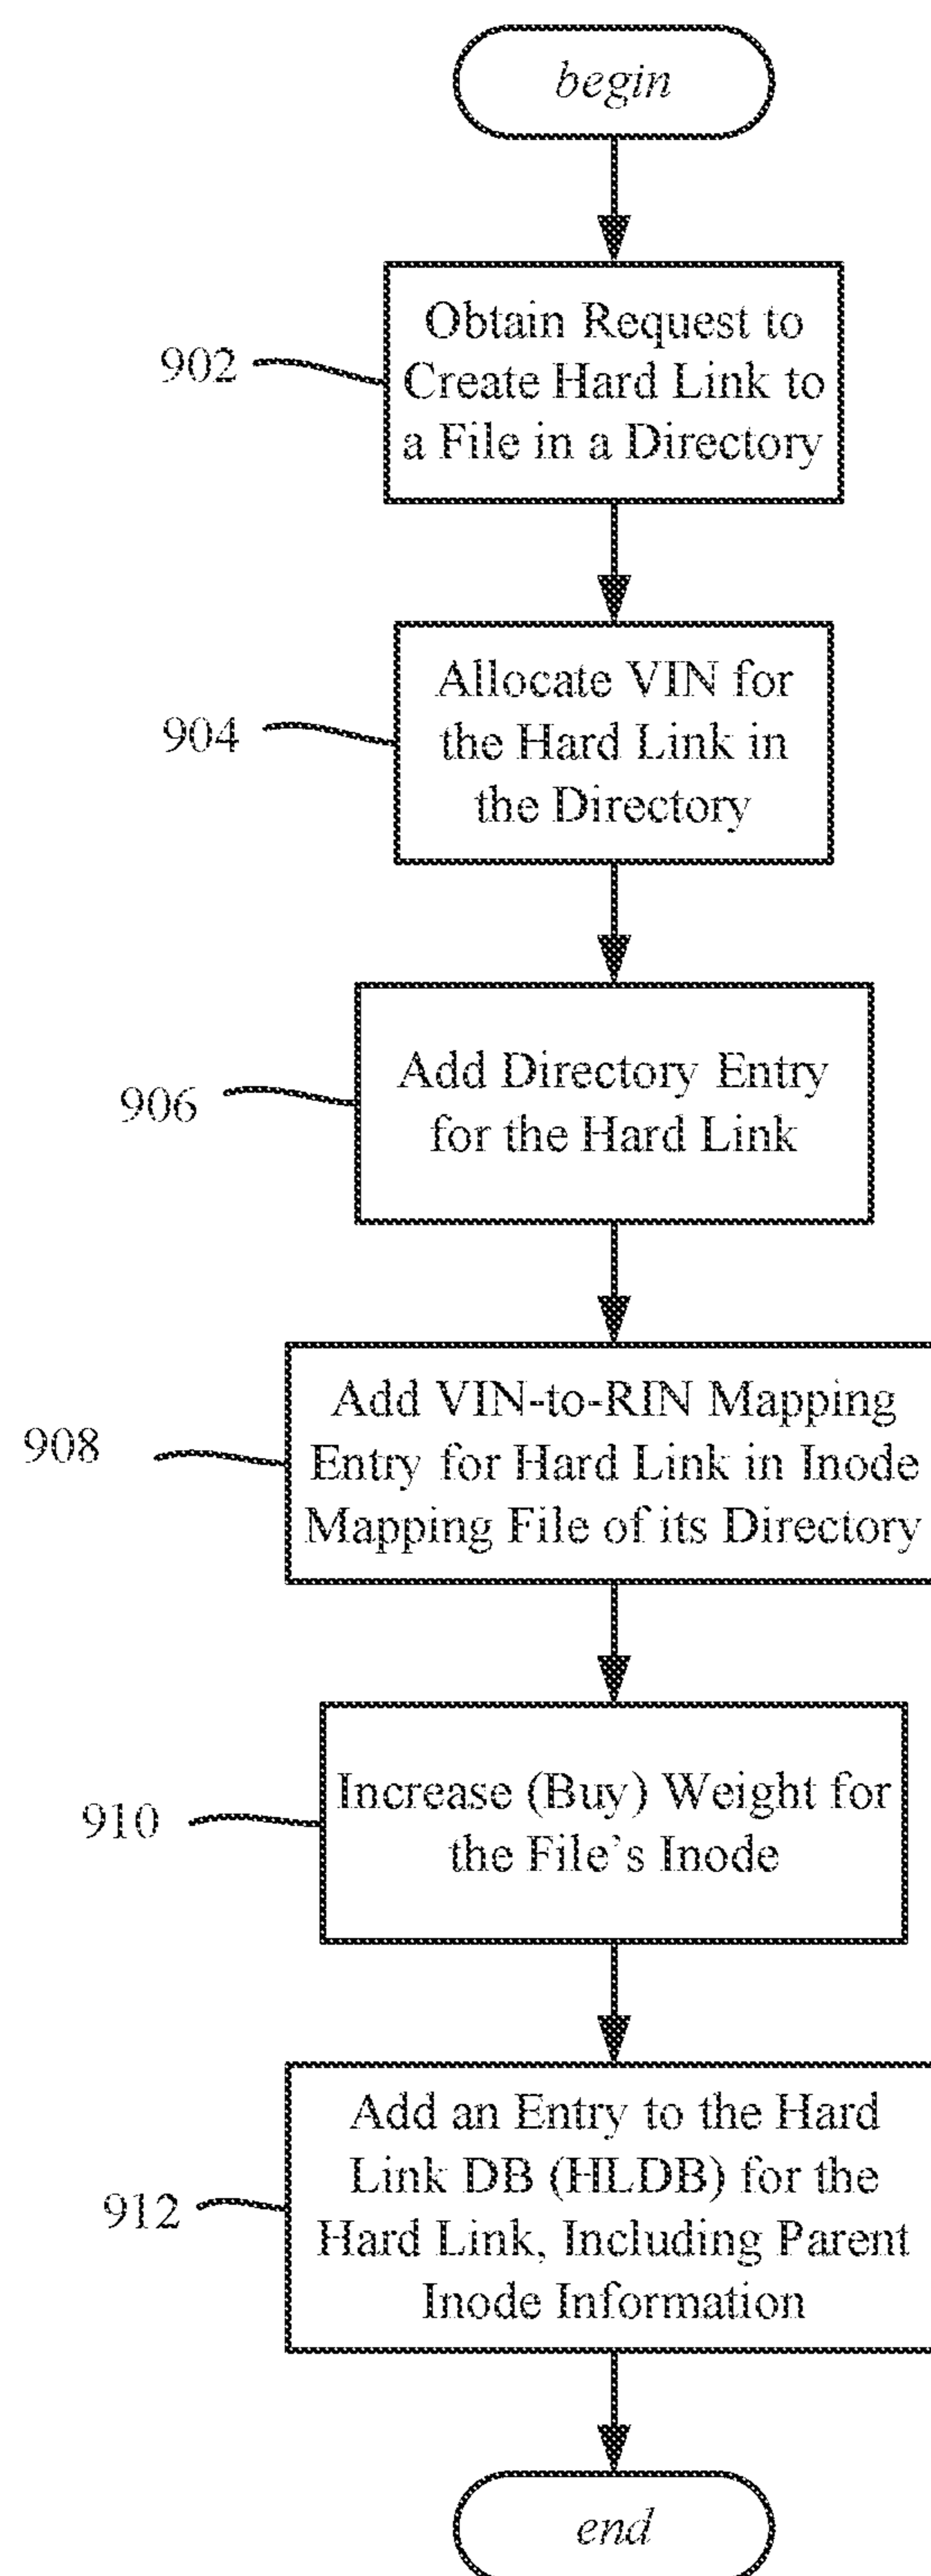 begin
902
Obtain Request to
Create Hard Link to
a File in a Directory
904
Allocate VIN for
the Hard Link in
the Directory
906
Add Directory Entry
for the Hard Link
908
Add VIN-to-RIN Mapping
Entry for Hard Link in Inode
Mapping File of its Directory
910
Increase (Buy) Weight for
the File's Inode
912
Add an Entry to the Hard
Link DB (HLDB) for the
Hard Link, Including Parent
Inode Information
end